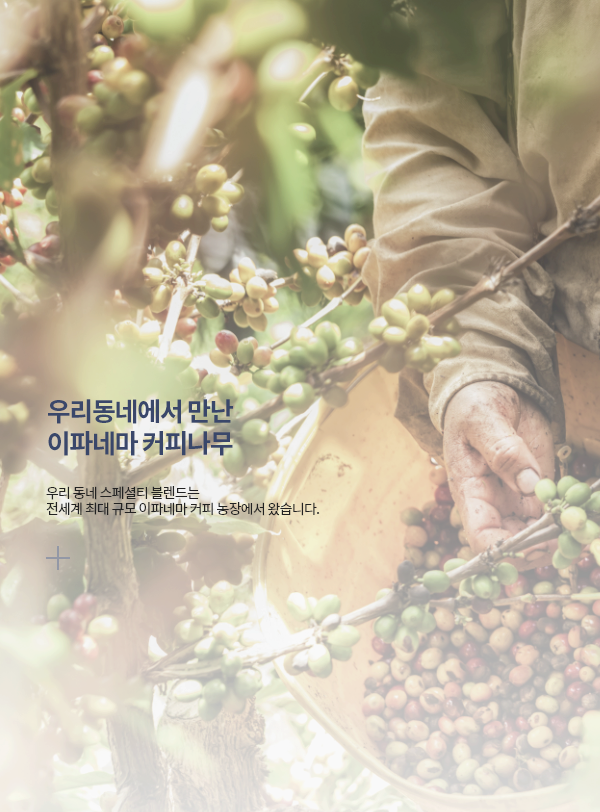 우리동네에서 만난
이파네마 커피나무
우리 동네 스페셜티 블렌드는
전세계 최대 규모 이파네마 커피 농장에서 왔습니다.